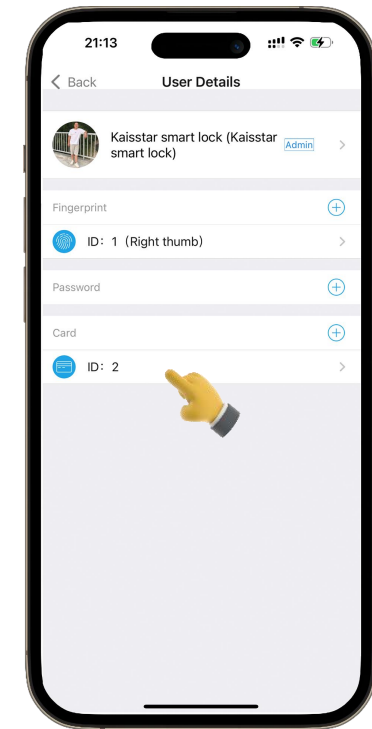 21:13
Back
User Details
Kaisstar smart lock (Kaisstar
smart lock)
Admin
Fingerprint
ID：1（Right thumb）
Password
Card
ID：2